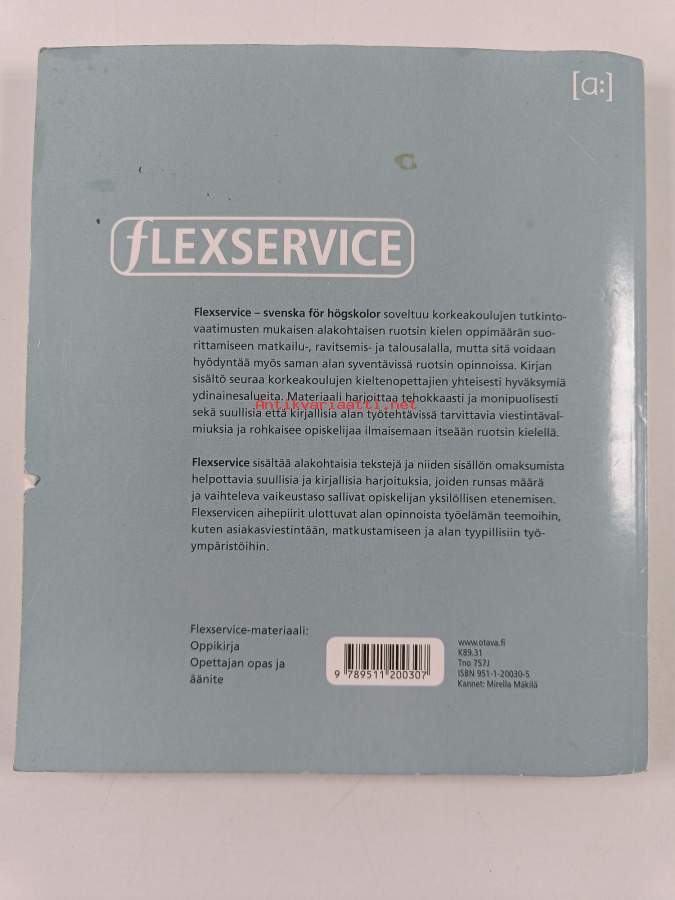 [a:]
fLEXSERVICE
Flexservice – svenska för högskolor soveltuu korkeakoulujen tutkinto-
vaatimusten mukaisen alakohtaisen ruotsin kielen oppimäärän suo-
rittamiseen matkailu-, ravitsemis- ja talousalalla, mutta sitä voidaan
hyödyntää myös saman alan syventävissä ruotsin opinnoissa. Kirjan
sisältö seuraa korkeakoulujen kieltenopettajien yhteisesti hyväksymiä
ydinainesalueita. Materiaali harjoittaa tehokkaasti ja monipuolisesti
Antikvariaatti.net
sekä suullisia että kirjallisia alan työtehtävissä tarvittavia viestintäval-
miuksia ja rohkaisee opiskelijaa ilmaisemaan itseään ruotsin kielellä.
Flexservice sisältää alakohtaisia tekstejä ja niiden sisällön omaksumista
helpottavia suullisia ja kirjallisia harjoituksia, joiden runsas määrä
ja vaihteleva vaikeustaso sallivat opiskelijan yksilöllisen etenemisen.
Flexservicen aihepiirit ulottuvat alan opinnoista työelämän teemoihin,
kuten asiakasviestintään, matkustamiseen ja alan tyypillisiin työ-
ympäristöihin.
Flexservice-materiaali:
Oppikirja
Opettajan opas ja
äänite
9 789511 200307
www.otava.fi
K89.31
Tno 757J
ISBN 951-1-20030-5
Kannet: Mirella Mäkilä